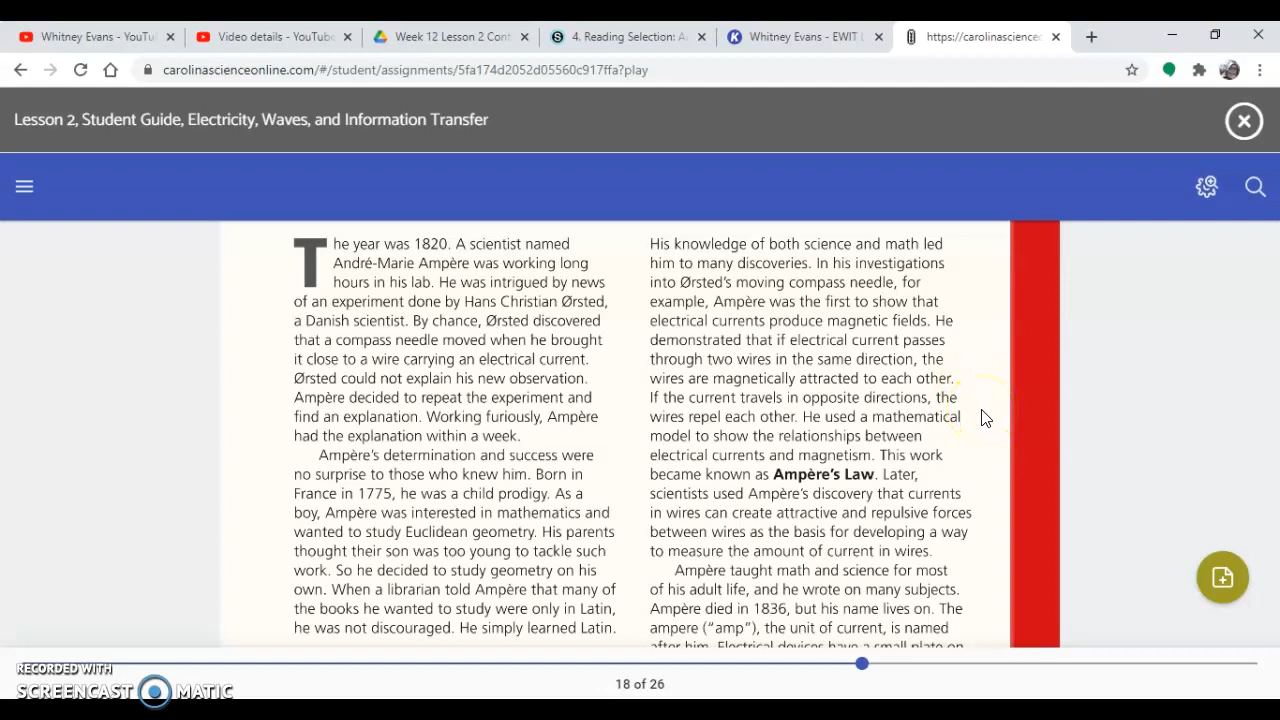 Whitney Evans - YouTu
Video details - YouTube
Week 12 Lesson 2 Cont
4. Reading Selection: A
Whitney Evans - EWIT L
https://carolinascience
carolinascienceonline.com/#/student/assignments/5fa174d2052d05560c917ffa?play
Lesson 2, Student Guide, Electricity, Waves, and Information Transfer
The year was 1820. A scientist named
André-Marie Ampère was working long
hours in his lab. He was intrigued by news
of an experiment done by Hans Christian Ørsted,
a Danish scientist. By chance, Ørsted discovered
that a compass needle moved when he brought
it close to a wire carrying an electrical current.
Ørsted could not explain his new observation.
Ampère decided to repeat the experiment and
find an explanation. Working furiously, Ampère
had the explanation within a week.
Ampère's determination and success were
no surprise to those who knew him. Born in
France in 1775, he was a child prodigy. As a
boy, Ampère was interested in mathematics and
wanted to study Euclidean geometry. His parents
thought their son was too young to tackle such
work. So he decided to study geometry on his
own. When a librarian told Ampère that many of
the books he wanted to study were only in Latin,
he was not discouraged. He simply learned Latin.
His knowledge of both science and math led
him to many discoveries. In his investigations
into Ørsted's moving compass needle, for
example, Ampère was the first to show that
electrical currents produce magnetic fields. He
demonstrated that if electrical current passes
through two wires in the same direction, the
wires are magnetically attracted to each other.
If the current travels in opposite directions, the
wires repel each other. He used a mathematical
model to show the relationships between
electrical currents and magnetism. This work
became known as Ampère's Law. Later,
scientists used Ampère's discovery that currents
in wires can create attractive and repulsive forces
between wires as the basis for developing a way
to measure the amount of current in wires.
Ampère taught math and science for most
of his adult life, and he wrote on many subjects.
Ampère died in 1836, but his name lives on. The
ampere ("amp"), the unit of current, is named
after him. Electrical devices have a small plate on
18 of 26
RECORDED WITH
SCREENCAST MATIC